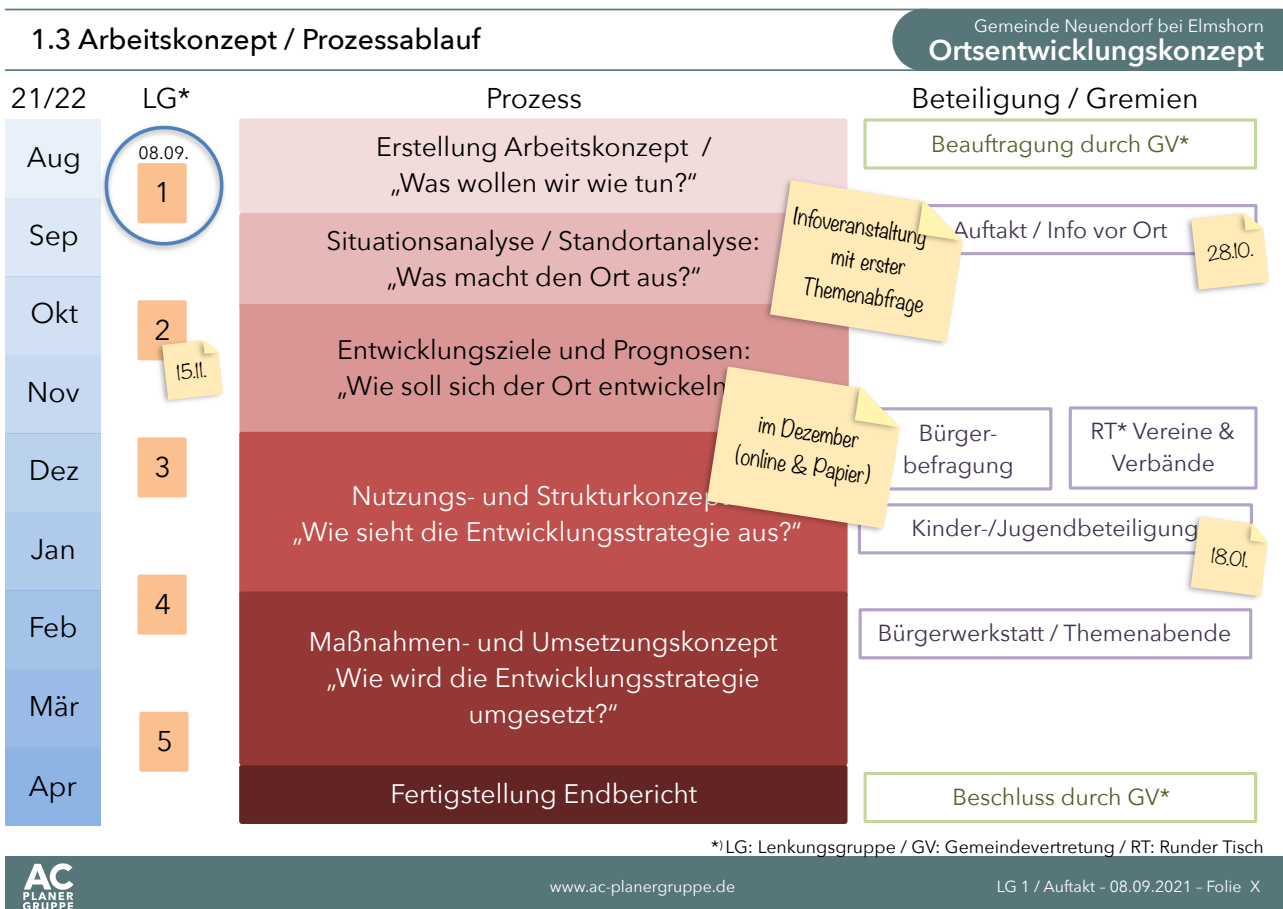 1.3 Arbeitskonzept / Prozessablauf
Gemeinde Neuendorf bei Elmshorn
Ortsentwicklungskonzept
21/22
LG*
Prozess
Beteiligung / Gremien
Aug
08.09.
1
Erstellung Arbeitskonzept /
„Was wollen wir wie tun?“
Beauftragung durch GV*
Sep
Situationsanalyse / Standortanalyse:
„Was macht den Ort aus?“
Infoveranstaltung
mit erster
Themenabfrage
Auftakt / Info vor Ort
28.10.
Okt
2
15.11.
Nov
Entwicklungsziele und Prognosen:
„Wie soll sich der Ort entwickeln
im Dezember
(online & Papier)
Bürger-
befragung
RT* Vereine &
Verbände
Dez
3
Nutzungs- und
„Wie sieht die Entwicklungsstrategie aus?“
Kinder-/Jugendbeteiligung
18.01.
Jan
4
Feb
Maßnahmen- und Umsetzungskonzept
„Wie wird die Entwicklungsstrategie
umgesetzt?“
Bürgerwerkstatt / Themenabende
Mär
5
Apr
Fertigstellung Endbericht
Beschluss durch GV*
*) LG: Lenkungsgruppe / GV: Gemeindevertretung / RT: Runder Tisch
AC
PLANER
GRUPPE
www.ac-planergruppe.de
LG 1 / Auftakt – 08.09.2021 – Folie X